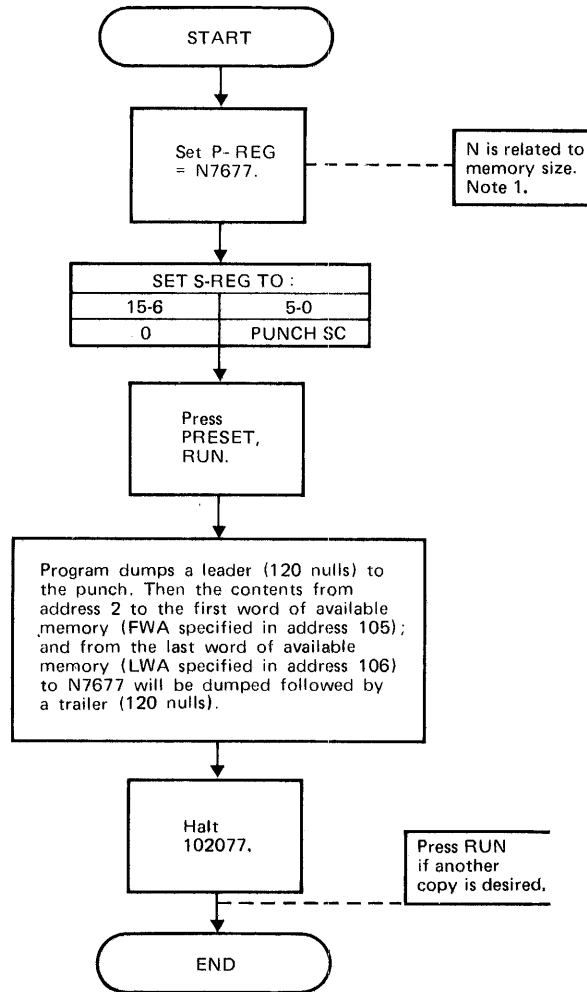 START
Set P-REG
= N7677.
N is related to
memory size.
Note 1.
SET S-REG TO :
15-6 5-0
0 PUNCH SC
Press
PRESET,
RUN.
Program dumps a leader (120 nulls) to
the punch. Then the contents from
address 2 to the first word of available
memory (FWA specified in address 105);
and from the last word of available
memory (LWA specified in address 106)
to N7677 will be dumped followed by
a trailer (120 nulls).
Halt
102077.
Press RUN
if another
copy is desired.
END